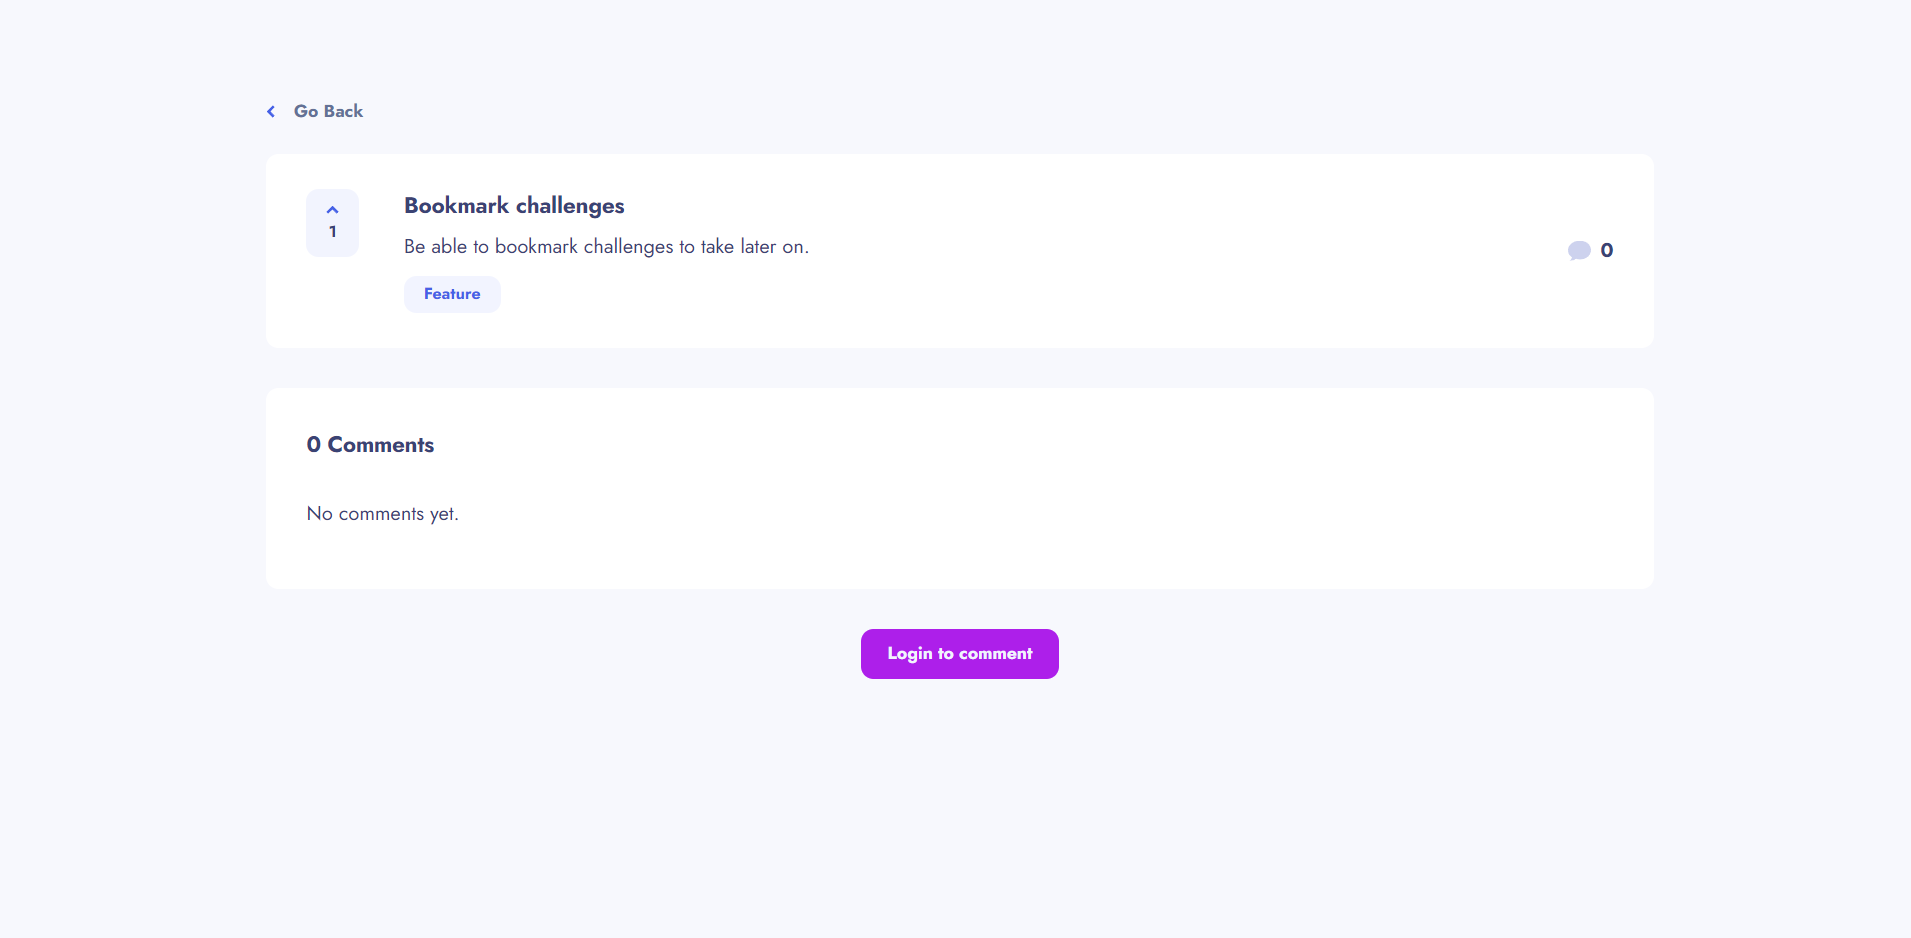 Go Back
1
Bookmark challenges
Be able to bookmark challenges to take later on.
Feature
0
0 Comments
No comments yet.
Login to comment